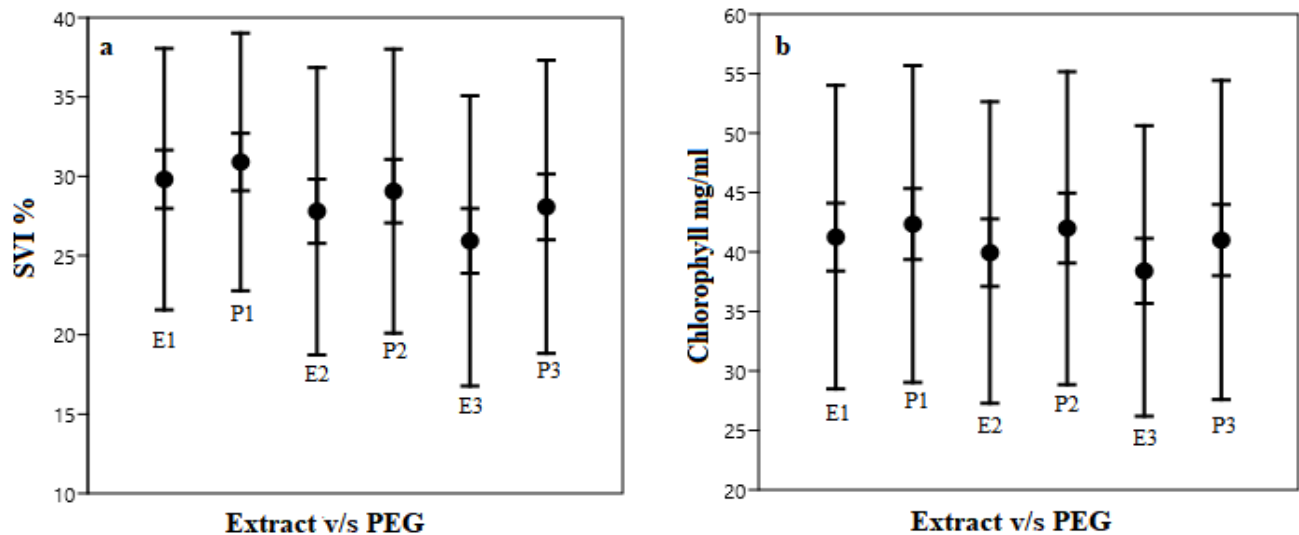 a
40
35
30
25
20
15
10
SVI %
E1
P1
E2
P2
E3
P3
Extract v/s PEG
b
60
55
50
45
40
35
30
25
20
Chlorophyll mg/ml
E1
P1
E2
P2
E3
P3
Extract v/s PEG